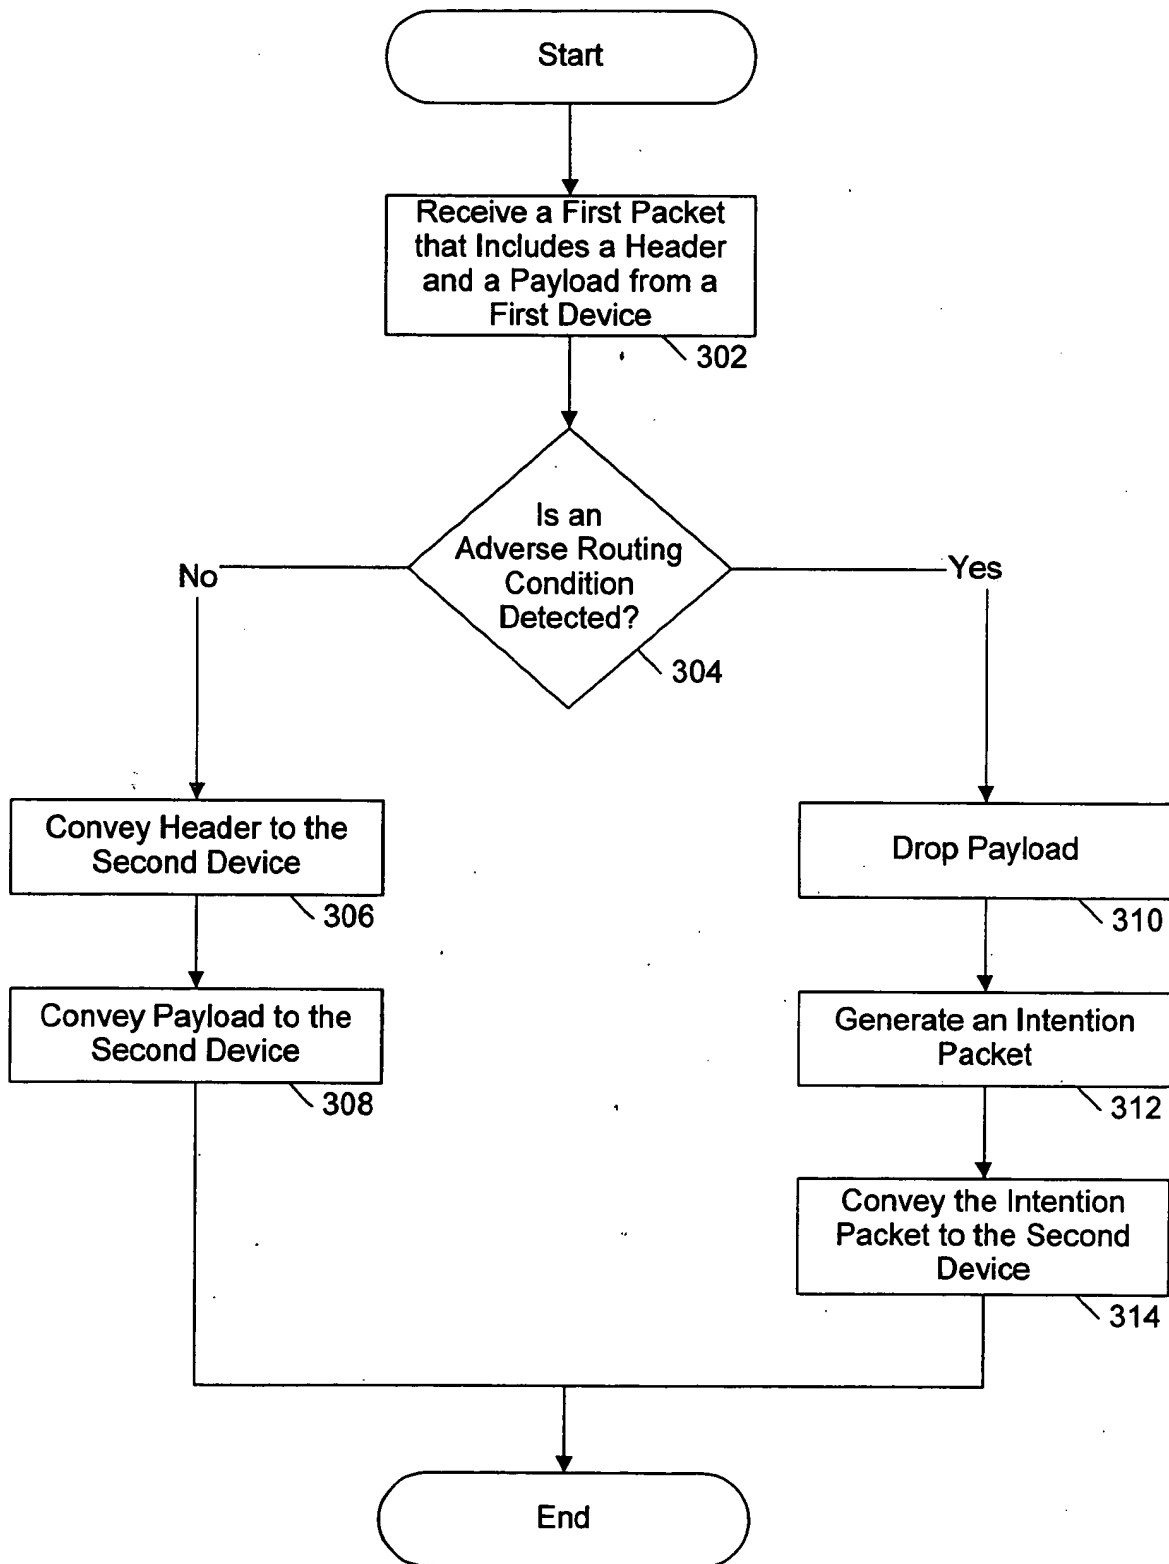 Start
Receive a First Packet
that Includes a Header
and a Payload from a
First Device
302
Is an
Adverse Routing
Condition
Detected?
304
No
Yes
Convey Header to the
Second Device
306
Convey Payload to the
Second Device
308
Drop Payload
310
Generate an Intention
Packet
312
Convey the Intention
Packet to the Second
Device
314
End